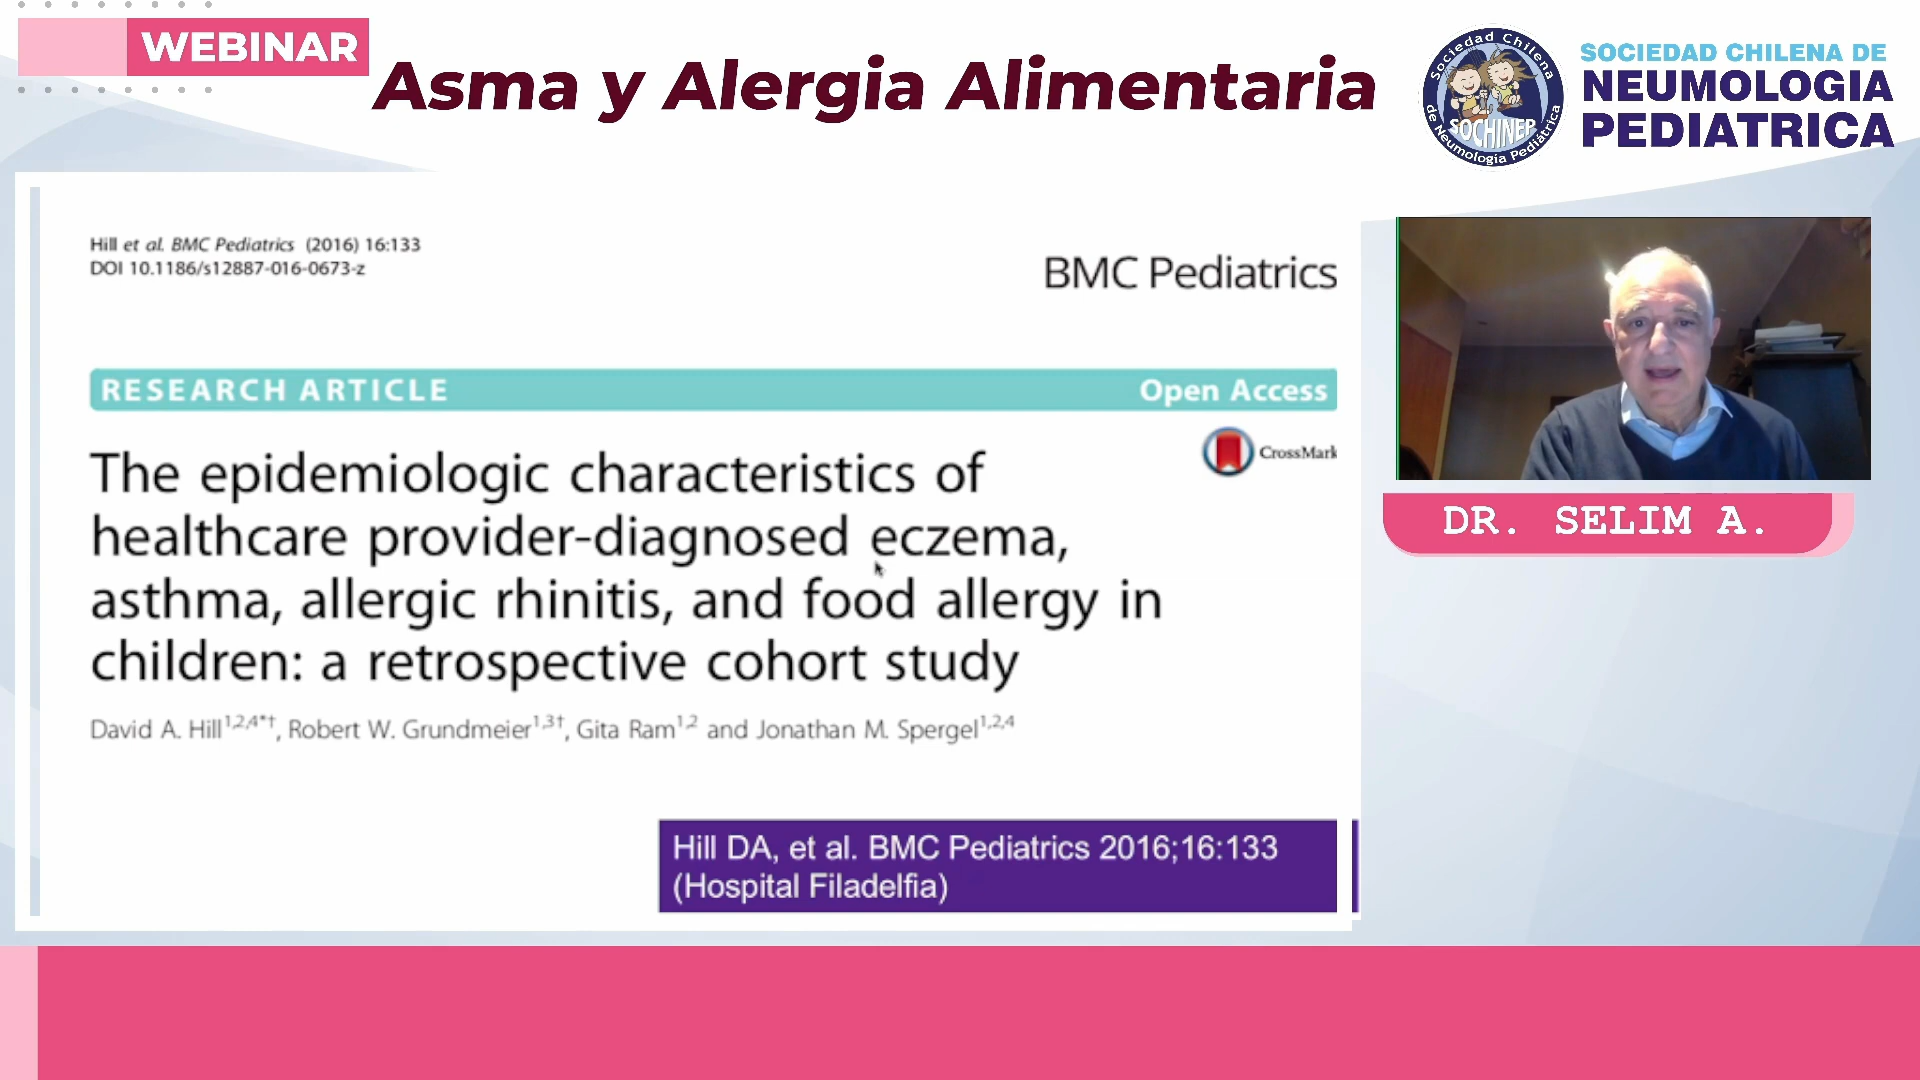 WEBINAR
Asma y Alergia Alimentaria
Sociedad Chilena
de Neumología Pediátrica
SOCHINEP
SOCIEDAD CHILENA DE
NEUMOLOGIA
PEDIATRICA
Hill et al. BMC Pediatrics (2016) 16:133
DOI 10.1186/s12887-016-0673-z
BMC Pediatrics
RESEARCH ARTICLE
Open Access
CrossMark
The epidemiologic characteristics of
healthcare provider-diagnosed eczema,
asthma, allergic rhinitis, and food allergy in
children: a retrospective cohort study
David A. Hill1,2,4*†, Robert W. Grundmeier1,3†, Gita Ram1,2 and Jonathan M. Spergel1,2,4
Hill DA, et al. BMC Pediatrics 2016;16:133
(Hospital Filadelfia)
DR. SELIM A.